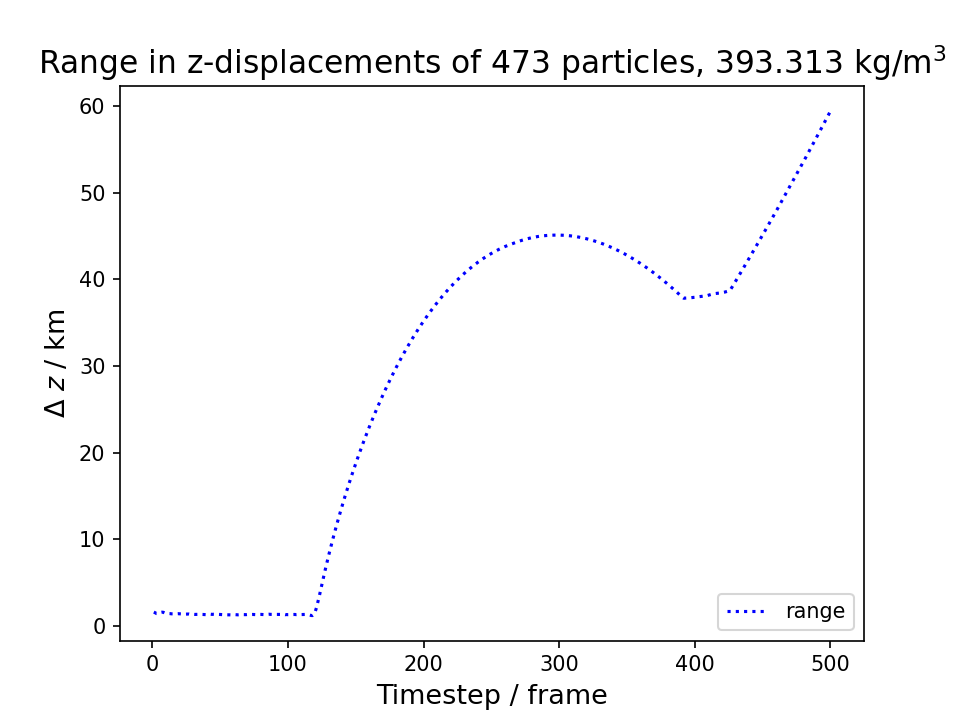 Range in z-displacements of 473 particles, 393.313 kg/m³
60
50
40
30
20
10
0
Δ z / km
range
0 100 200 300 400 500
Timestep / frame